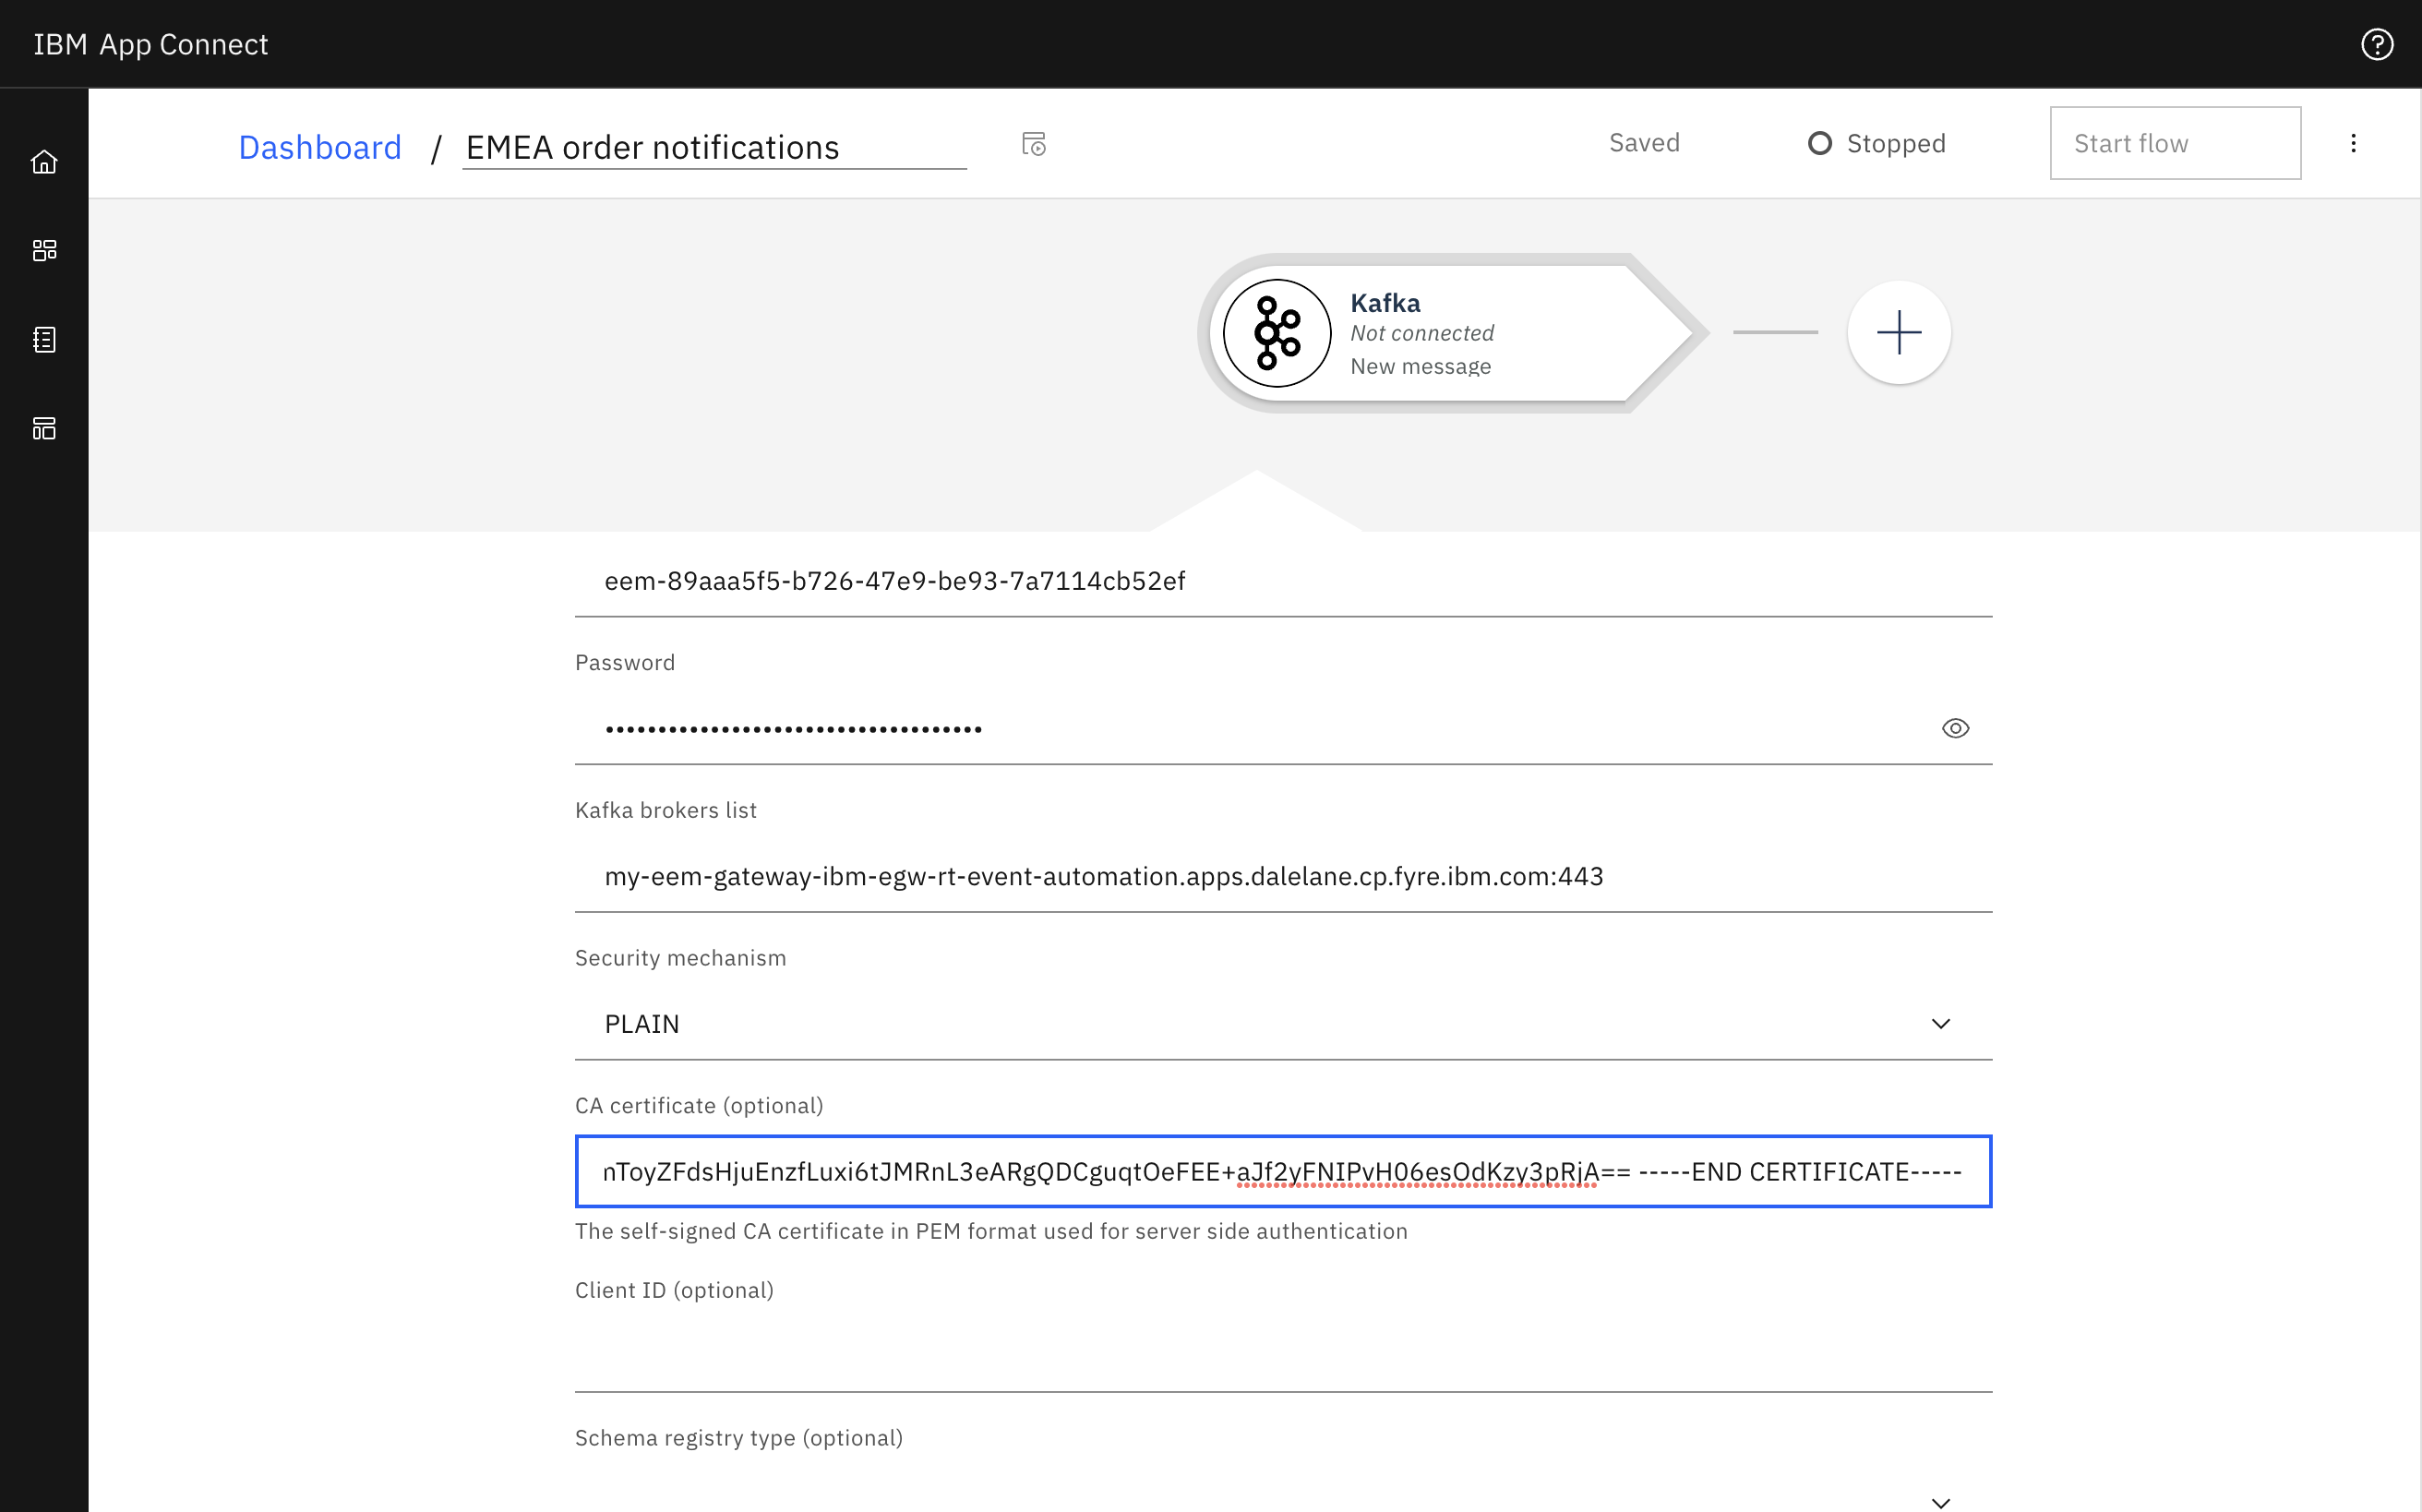 IBM App Connect
Dashboard / EMEA order notifications
Saved
Stopped
Start flow
Kafka
Not connected
New message
eem-89aaa5f5-b726-47e9-be93-7a7114cb52ef
Password
••••••••••••••••••••••••••••••••••••
Kafka brokers list
my-eem-gateway-ibm-egw-rt-event-automation.apps.dalelane.cp.fyre.ibm.com:443
Security mechanism
PLAIN
CA certificate (optional)
nToyZFdsHjuEnzfLuxi6tJMRnL3eARgQDCguqtOeFEE+aJf2yFNIPvH06esOdKzy3pRjA== -----END CERTIFICATE-----
The self-signed CA certificate in PEM format used for server side authentication
Client ID (optional)
Schema registry type (optional)